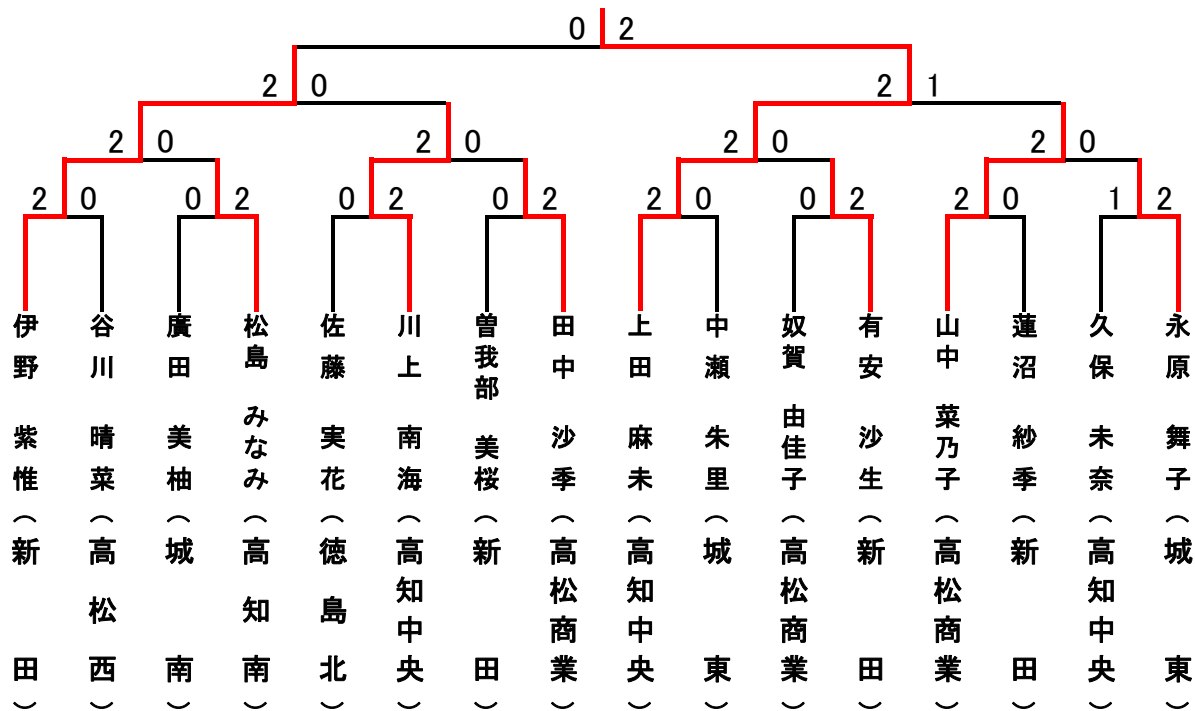 0 2
2 0 2 1
2 0 2 0 2 0 2 0
2 0 0 2 0 2 0 2 2 0 0 2 2 0 1 2
伊野 紫惟（新田）
谷川 晴菜（高松西）
廣田 美柚（城南）
松島 みなみ（高知南）
佐藤 実花（徳島北）
川上 南海（高知中央）
曽我部 美桜（新田）
田中 沙季（高松商業）
上田 麻未（高知中央）
中瀬 朱里（城東）
奴賀 由佳子（高松商業）
有安 沙生（新田）
山中 菜乃子（高松商業）
蓮沼 紗季（新田）
久保 未奈（高知中央）
永原 舞子（城東）